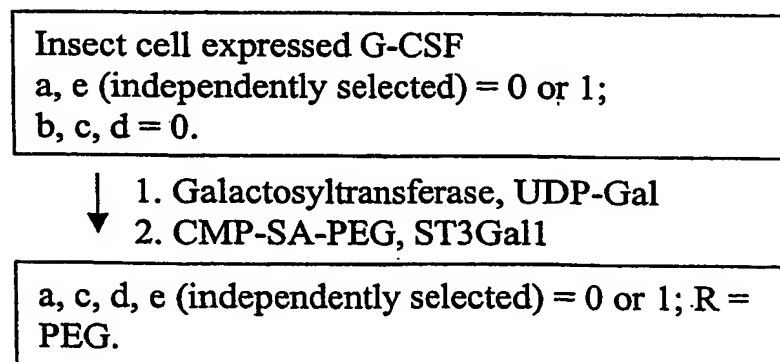 Insect cell expressed G-CSF
a, e (independently selected) = 0 or 1;
b, c, d = 0.
1. Galactosyltransferase, UDP-Gal
2. CMP-SA-PEG, ST3Gal1
a, c, d, e (independently selected) = 0 or 1; R =
PEG.